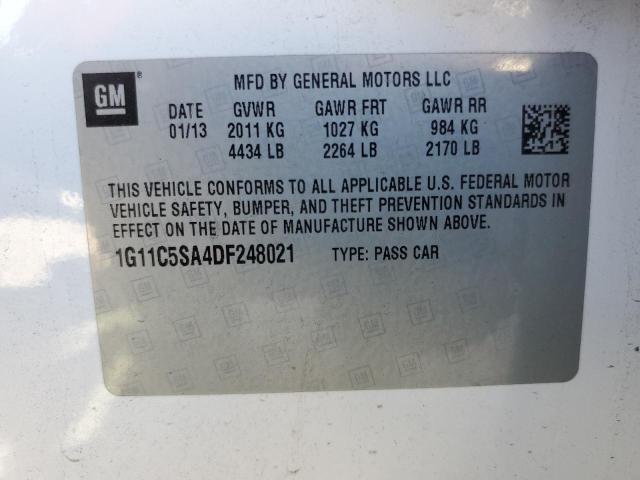 GM ® MFD BY GENERAL MOTORS LLC
DATE GVWR GAWR FRT GAWR RR
01/13 2011 KG 1027 KG 984 KG
4434 LB 2264 LB 2170 LB
THIS VEHICLE CONFORMS TO ALL APPLICABLE U.S. FEDERAL MOTOR
VEHICLE SAFETY, BUMPER, AND THEFT PREVENTION STANDARDS IN
EFFECT ON THE DATE OF MANUFACTURE SHOWN ABOVE.
1G11C5SA4DF248021 TYPE: PASS CAR